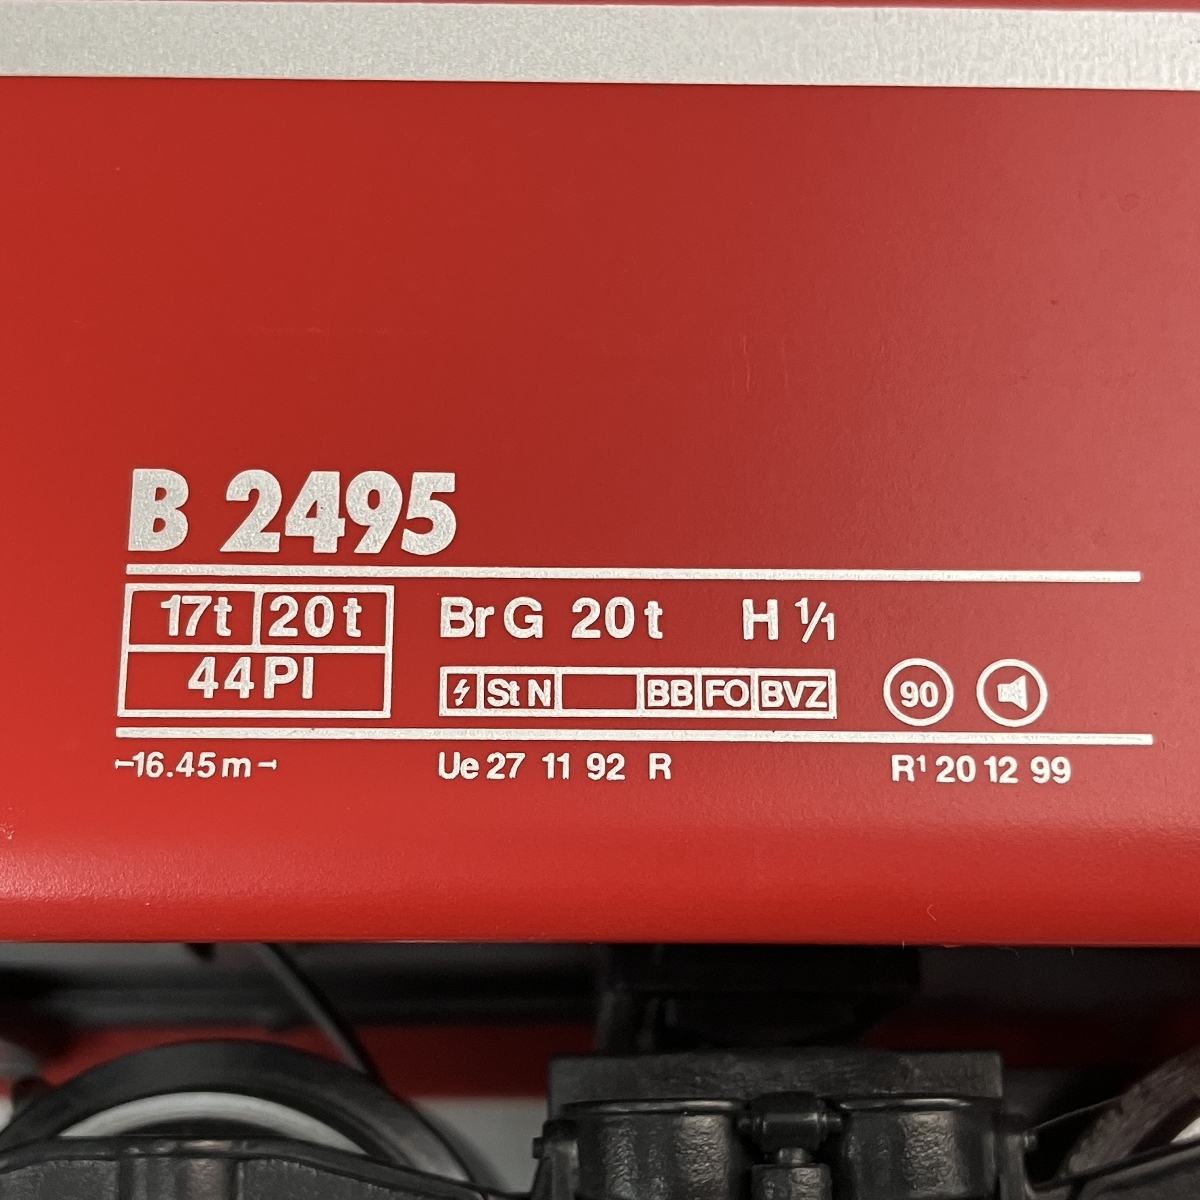 B 2495
17t 20t BrG 20t H 1/1
44Pl StN BB FO BVZ 90
16.45m Ue 27 11 92 R R¹ 20 12 99